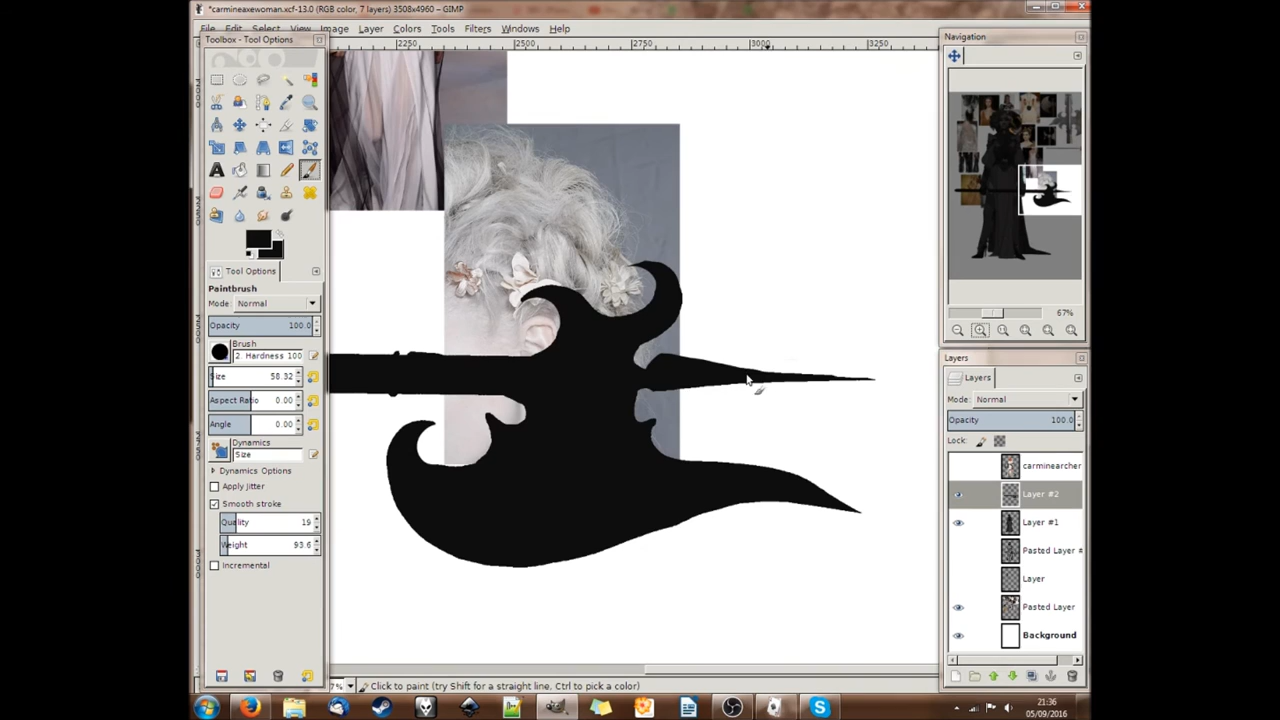 *carmineaxewoman.xcf-13.0 (RGB color, 7 layers) 3508x4960 – GIMP
File Edit Select View Image Layer Colors Tools Filters Windows Help
Toolbox - Tool Options
2250 2500 2750 3000 3250
Tool Options
Paintbrush
Mode: Normal
Opacity 100.0
Brush
2. Hardness 100
Size 58.32
Aspect Ratio 0.00
Angle 0.00
Dynamics
Size
Dynamics Options
Apply Jitter
Smooth stroke
Quality 19
Weight 93.6
Incremental
Navigation
67%
Layers
Layers
Mode: Normal
Opacity 100.0
Lock:
carminearcher
Layer #2
Layer #1
Pasted Layer #
Layer
Pasted Layer
Background
7% Click to paint (try Shift for a straight line, Ctrl to pick a color)
21:36
05/09/2016